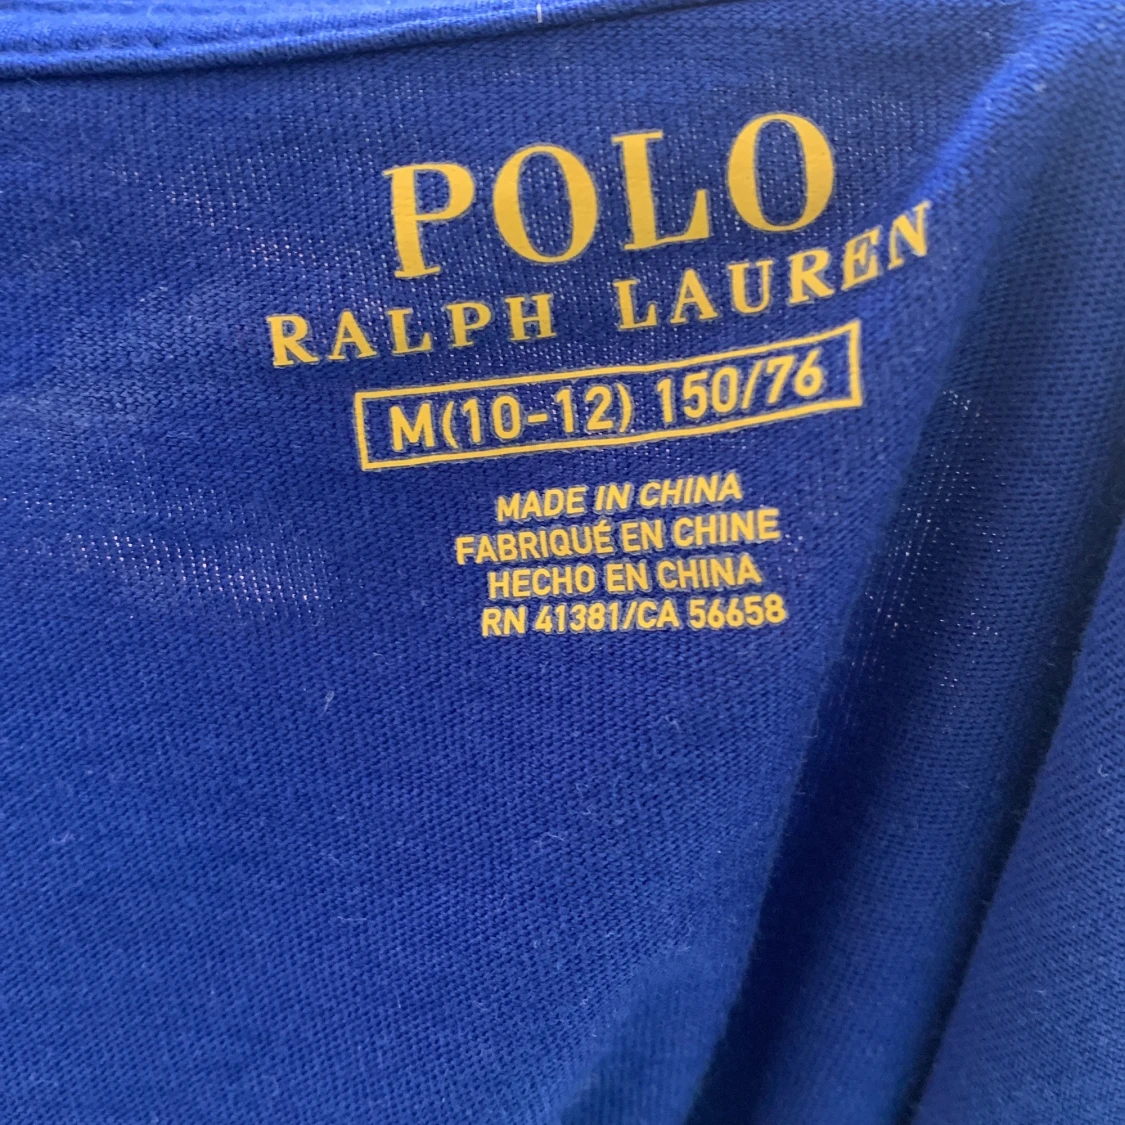 POLO
RALPH LAUREN
M(10-12) 150/76
MADE IN CHINA
FABRIQUÉ EN CHINE
HECHO EN CHINA
RN 41381/CA 56658